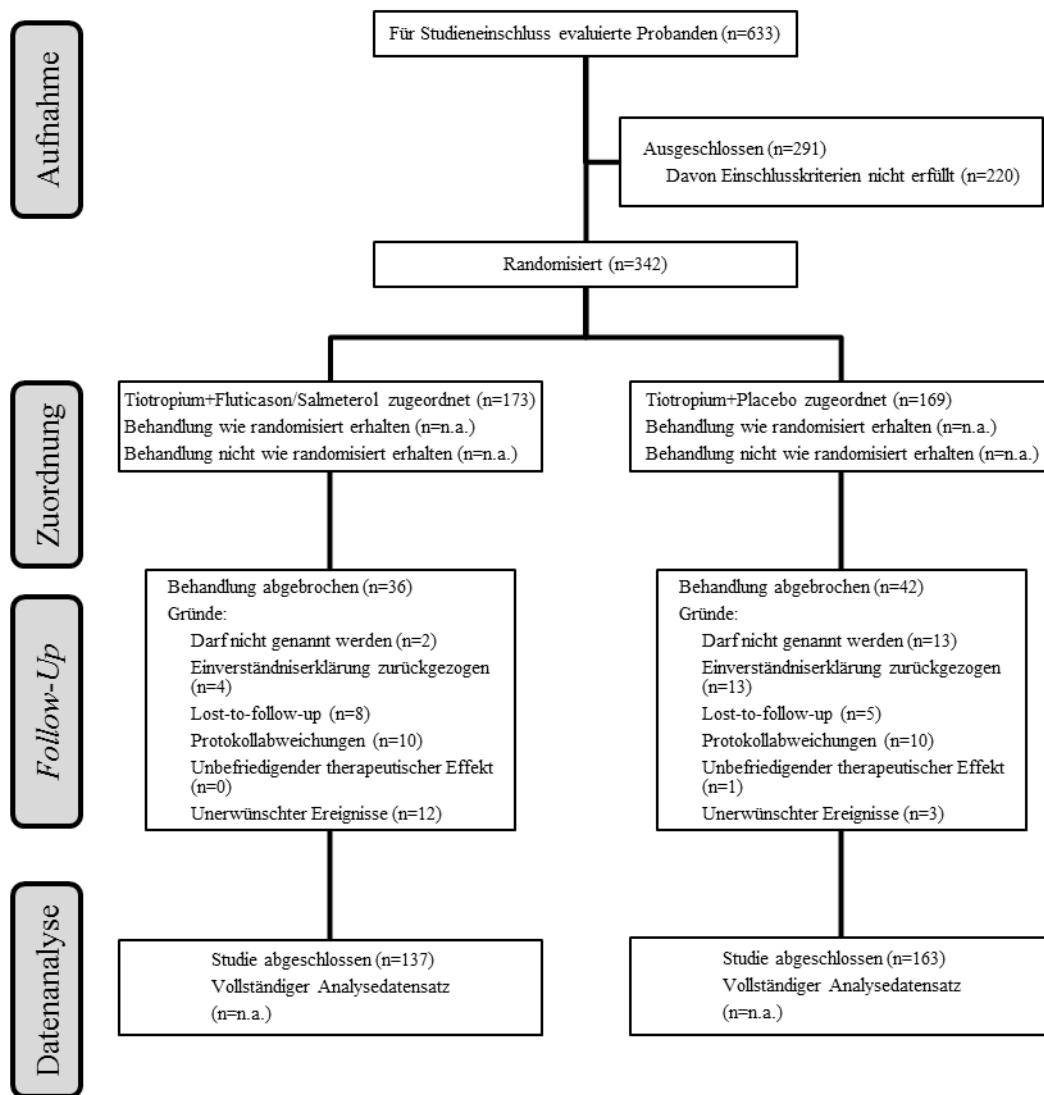 Aufnahme
Für Studieneinschluss evaluierte Probanden (n=633)
Ausgeschlossen (n=291)
Davon Einschlusskriterien nicht erfüllt (n=220)
Randomisiert (n=342)
Zuordnung
Tiotropium+Fluticason/Salmeterol zugeordnet (n=173)
Behandlung wie randomisiert erhalten (n=n.a.)
Behandlung nicht wie randomisiert erhalten (n=n.a.)
Tiotropium+Placebo zugeordnet (n=169)
Behandlung wie randomisiert erhalten (n=n.a.)
Behandlung nicht wie randomisiert erhalten (n=n.a.)
Follow-Up
Behandlung abgebrochen (n=36)
Gründe:
Darf nicht genannt werden (n=2)
Einverständniserklärung zurückgezogen
(n=4)
Lost-to-follow-up (n=8)
Protokollabweichungen (n=10)
Unbefriedigender therapeutischer Effekt
(n=0)
Unerwünschter Ereignisse (n=12)
Behandlung abgebrochen (n=42)
Gründe:
Darf nicht genannt werden (n=13)
Einverständniserklärung zurückgezogen
(n=13)
Lost-to-follow-up (n=5)
Protokollabweichungen (n=10)
Unbefriedigender therapeutischer Effekt
(n=1)
Unerwünschter Ereignisse (n=3)
Datenanalyse
Studie abgeschlossen (n=137)
Vollständiger Analysedatensatz
(n=n.a.)
Studie abgeschlossen (n=163)
Vollständiger Analysedatensatz
(n=n.a.)